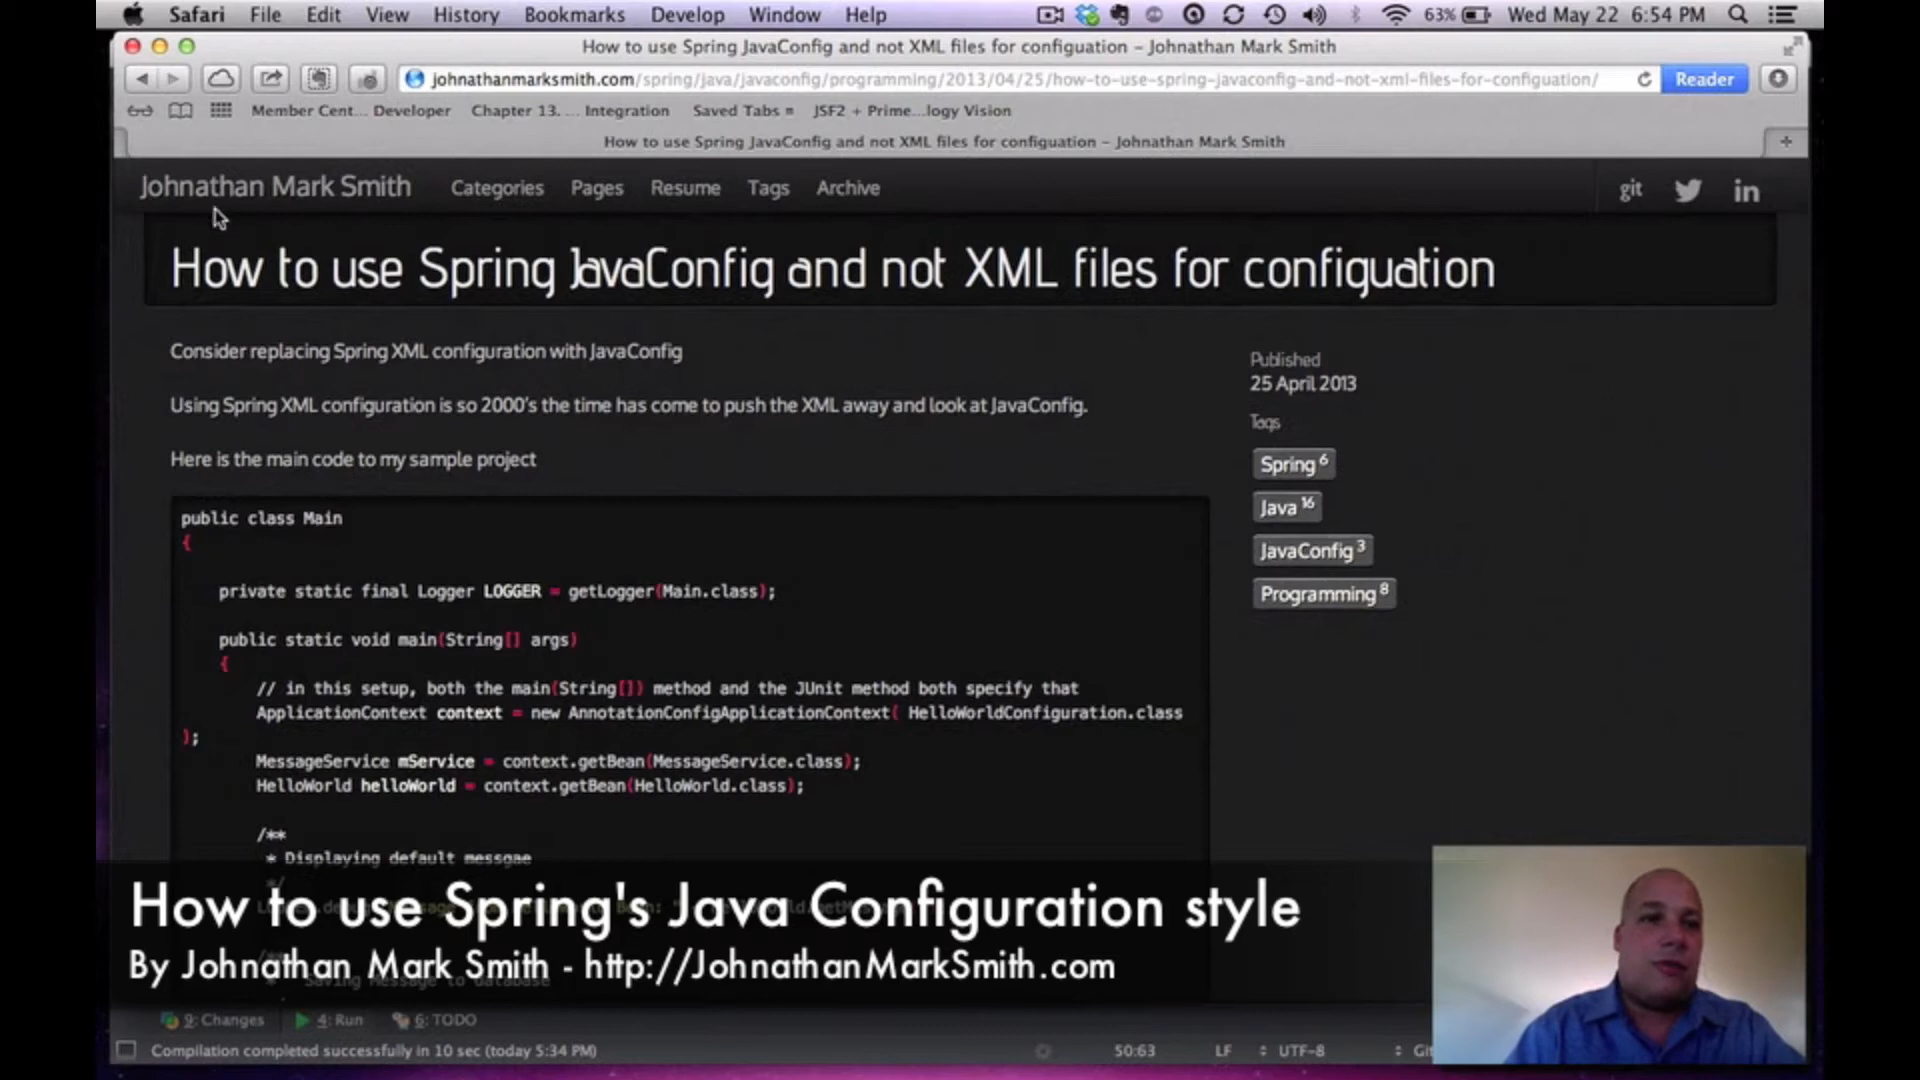 Safari File Edit View History Bookmarks Develop Window Help 63% Wed May 22 6:54 PM
How to use Spring JavaConfig and not XML files for configuation – Johnathan Mark Smith
johnathanmarksmith.com/spring/java/javaconfig/programming/2013/04/25/how-to-use-spring-javaconfig-and-not-xml-files-for-configuation/ Reader
Member Cent... Developer Chapter 13. ... Integration Saved Tabs JSF2 + Prime...logy Vision
How to use Spring JavaConfig and not XML files for configuation – Johnathan Mark Smith
Johnathan Mark Smith Categories Pages Resume Tags Archive git in
How to use Spring JavaConfig and not XML files for configuation
Consider replacing Spring XML configuration with JavaConfig
Using Spring XML configuration is so 2000's the time has come to push the XML away and look at JavaConfig.
Here is the main code to my sample project
public class Main
{
private static final Logger LOGGER = getLogger(Main.class);
public static void main(String[] args)
{
// in this setup, both the main(String[]) method and the JUnit method both specify that
ApplicationContext context = new AnnotationConfigApplicationContext( HelloWorldConfiguration.class
);
MessageService mService = context.getBean(MessageService.class);
HelloWorld helloWorld = context.getBean(HelloWorld.class);
/**
* Displaying default messgae
*/
Published
25 April 2013
Tags
Spring 6
Java 16
JavaConfig 3
Programming 8
How to use Spring's Java Configuration style
By Johnathan Mark Smith - http://JohnathanMarkSmith.com
* Saving Message to database
9: Changes 4: Run 6: TODO
Compilation completed successfully in 10 sec (today 5:34 PM) 50:63 LF UTF-8 Git